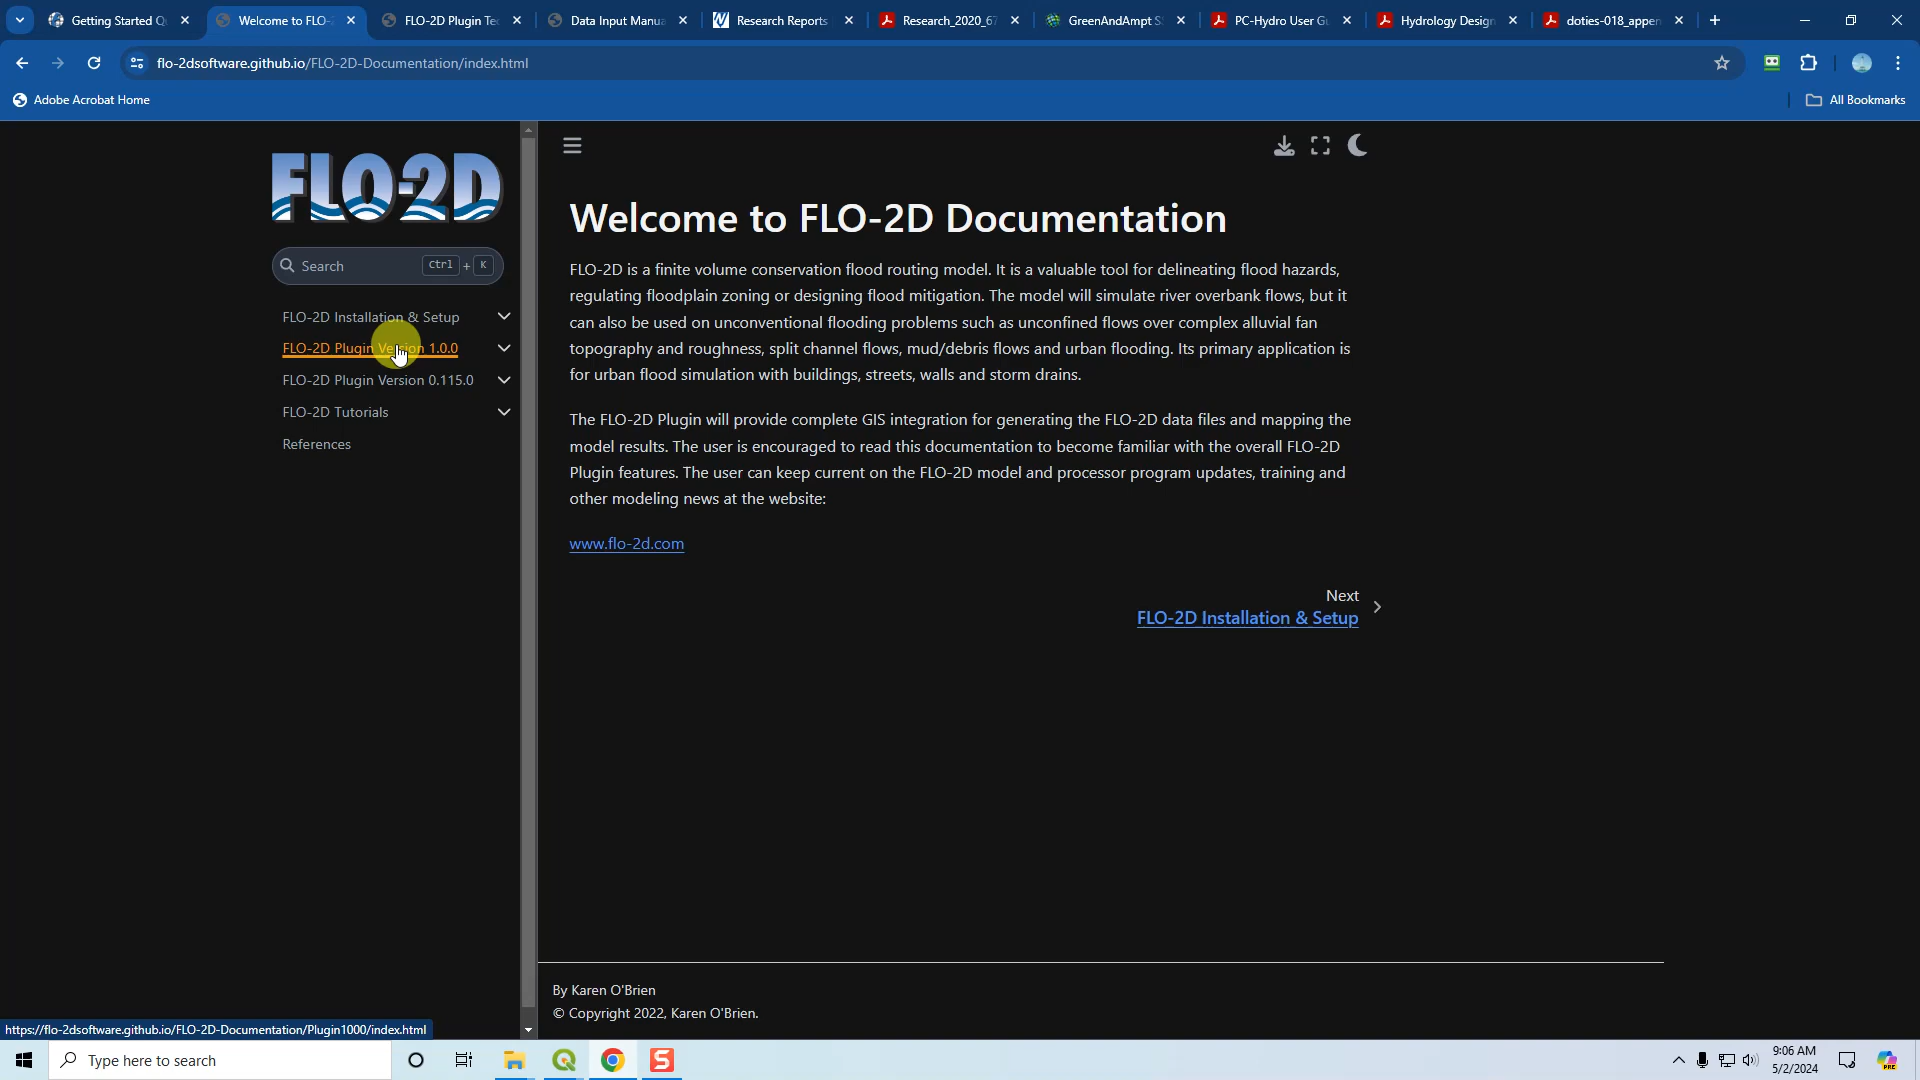 Getting Started Q
Welcome to FLO-
FLO-2D Plugin Tec
Data Input Manua
Research Reports
Research_2020_67
GreenAndAmpt S
PC-Hydro User Gu
Hydrology Design
doties-018_appen
flo-2dsoftware.github.io/FLO-2D-Documentation/index.html
Adobe Acrobat Home
All Bookmarks
FLO-2D
Search
Ctrl + K
FLO-2D Installation & Setup
FLO-2D Plugin Version 1.0.0
FLO-2D Plugin Version 0.115.0
FLO-2D Tutorials
References
Welcome to FLO-2D Documentation
FLO-2D is a finite volume conservation flood routing model. It is a valuable tool for delineating flood hazards,
regulating floodplain zoning or designing flood mitigation. The model will simulate river overbank flows, but it
can also be used on unconventional flooding problems such as unconfined flows over complex alluvial fan
topography and roughness, split channel flows, mud/debris flows and urban flooding. Its primary application is
for urban flood simulation with buildings, streets, walls and storm drains.
The FLO-2D Plugin will provide complete GIS integration for generating the FLO-2D data files and mapping the
model results. The user is encouraged to read this documentation to become familiar with the overall FLO-2D
Plugin features. The user can keep current on the FLO-2D model and processor program updates, training and
other modeling news at the website:
www.flo-2d.com
Next
FLO-2D Installation & Setup
By Karen O'Brien
© Copyright 2022, Karen O'Brien.
https://flo-2dsoftware.github.io/FLO-2D-Documentation/Plugin1000/index.html
Type here to search
9:06 AM
5/2/2024
PRE